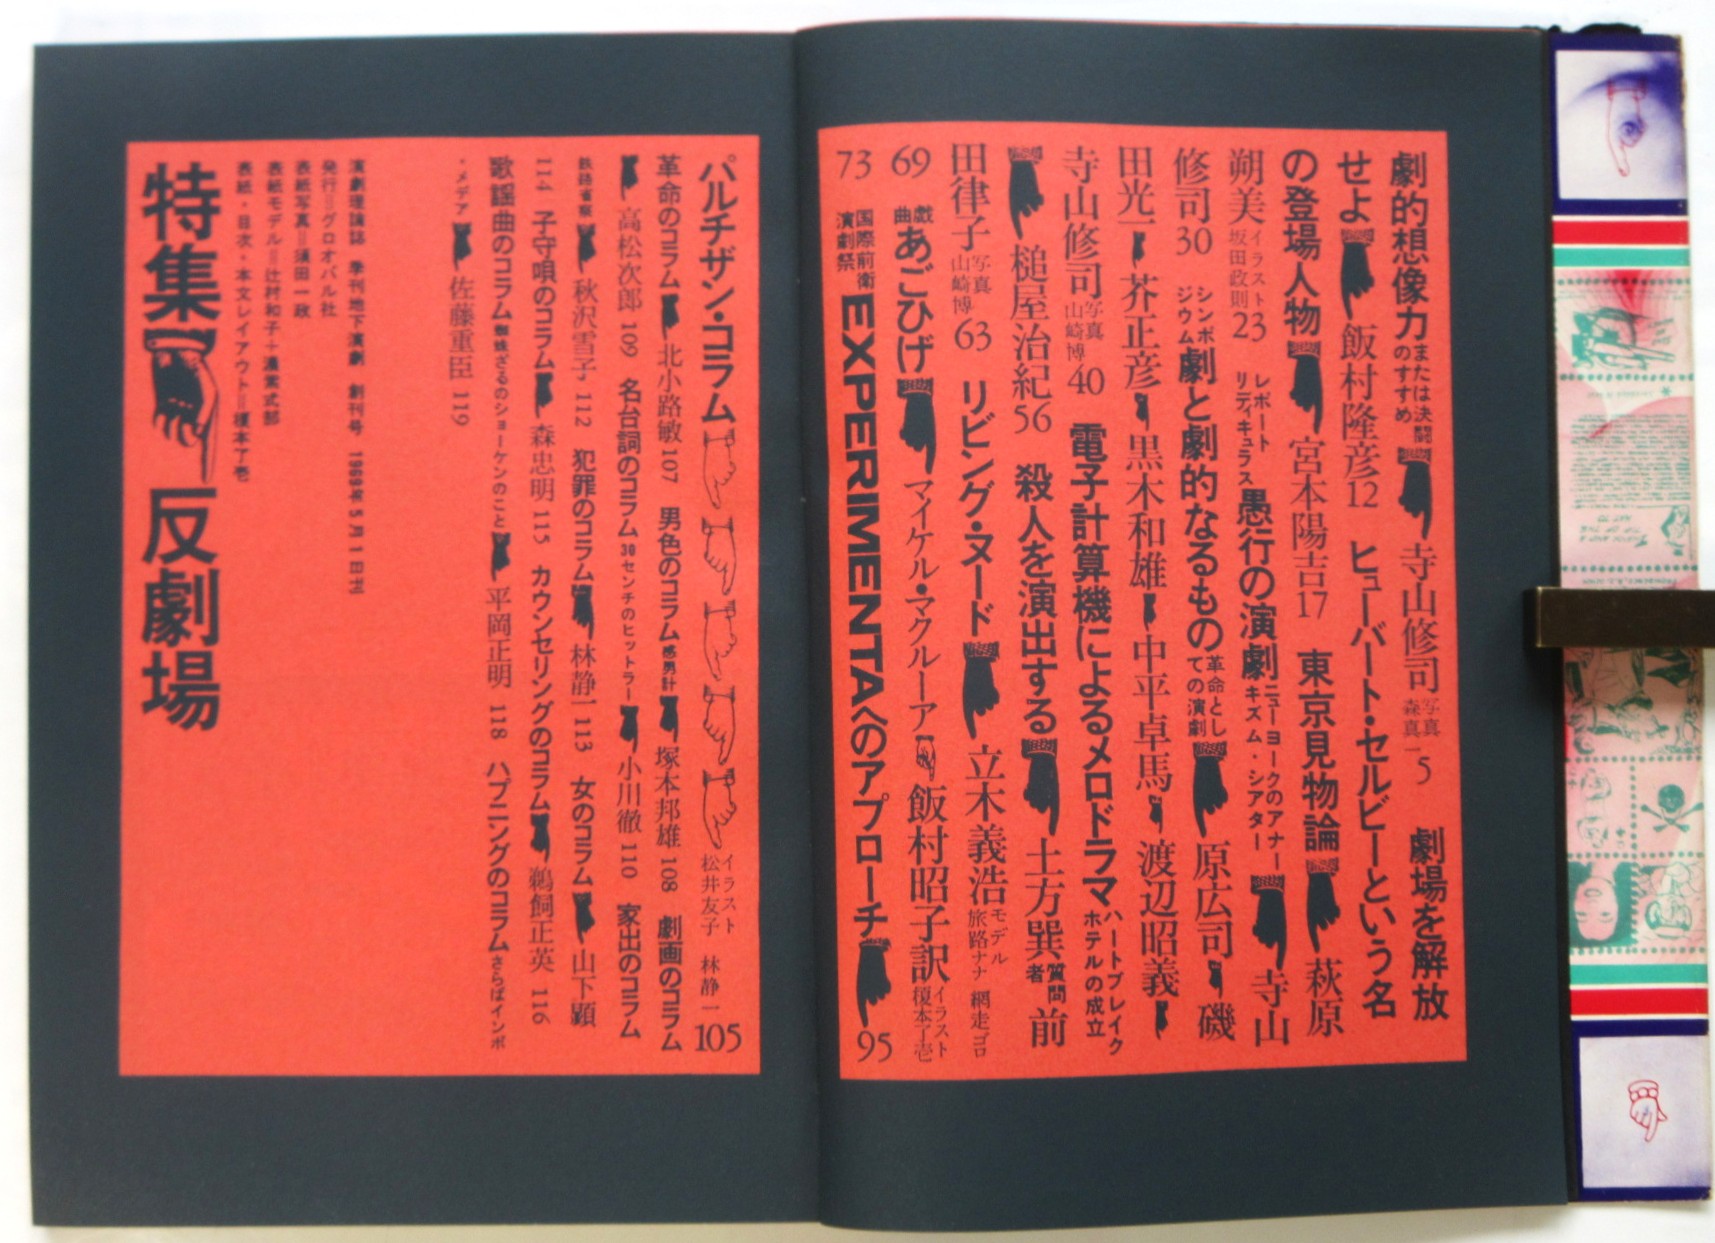 劇的想像力または決闘のすすめ 寺山修司 写真 森真一 5 劇場を解放
せよ 飯村隆彦12 ヒューバート・セルビーという名
の登場人物 宮本陽吉17 東京見物論 萩原
朔美 イラスト 坂田政則 23 レポート リディキュラス 愚行の演劇 ニューヨークのアナーキズム・シアター 寺山
修司30 シンポジウム 劇と劇的なるもの 革命としての演劇 原広司 磯
田光一 芥正彦 黒木和雄 中平卓馬 渡辺昭義
寺山修司 写真 山崎博 40 電子計算機によるメロドラマ ハートブレイクホテルの成立
槌屋治紀56 殺人を演出する 土方巽 質問者 前
田律子 写真 山崎博 63 リビング・ヌード 立木義浩 モデル 旅路ナナ 網走ゴロ
69 戯曲 あごひげ マイケル・マクルーア 飯村昭子訳 イラスト 榎本了壱
73 国際前衛演劇祭 EXPERIMENTAへのアプローチ 95
パルチザン・コラム イラスト 松井友子 林静一 105
革命のコラム 北小路敏 107 男色のコラム 惑男計 塚本邦雄 108 劇画のコラム
高松次郎 109 名台詞のコラム 30センチのヒットラー 小川徹 110 家出のコラム
鉄路省察 秋沢雪子 112 犯罪のコラム 林静一 113 女のコラム 山下顕
114 子守唄のコラム 森忠明 115 カウンセリングのコラム 鵜飼正英 116
歌謡曲のコラム 蜘蛛ざるのショーケンのこと 平岡正明 118 ハプニングのコラム さらばインポ
・メデア 佐藤重臣 119
演劇理論誌 季刊地下演劇 創刊号 1969年5月1日刊
発行=グロオバル社
表紙写真=須田一政
表紙モデル=辻村和子+濃紫式部
表紙・目次・本文レイアウト=榎本了壱
特集 反劇場